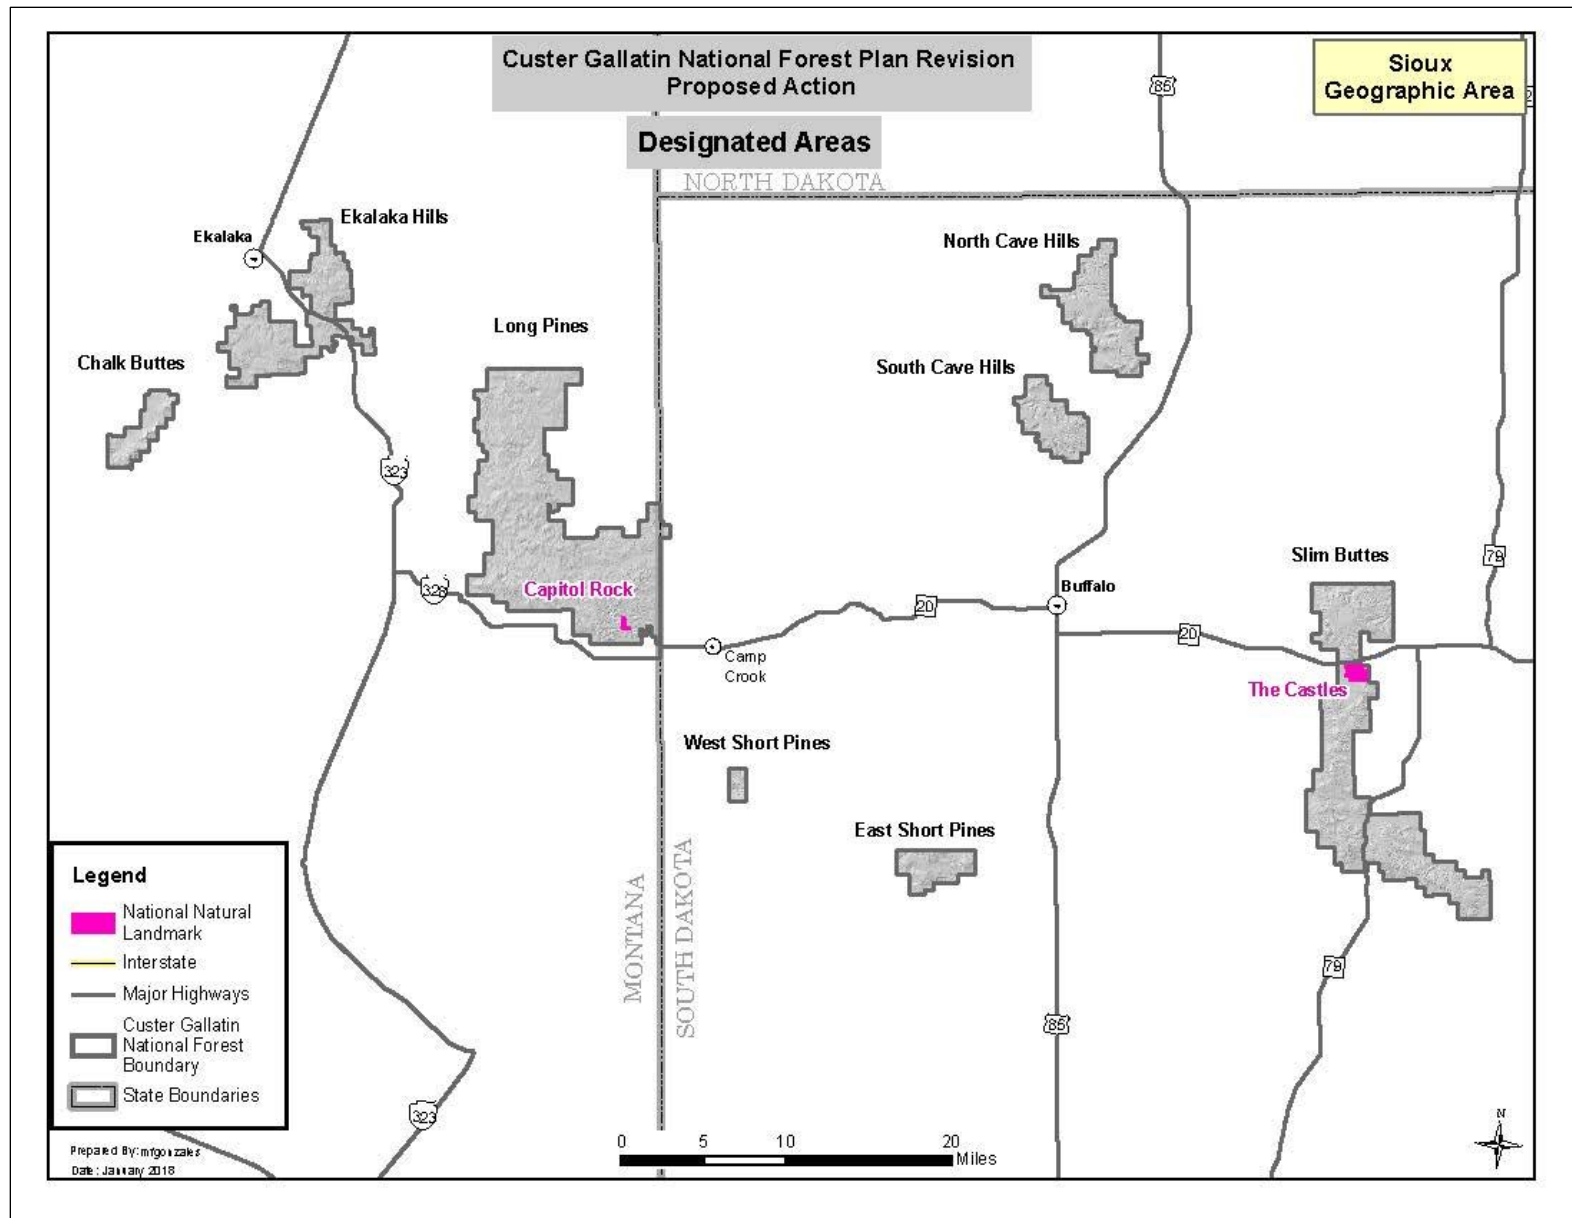 Custer Gallatin National Forest Plan Revision
Proposed Action
Sioux
Geographic Area
Designated Areas
85
NORTH DAKOTA
Ekalaka Hills
Ekalaka
North Cave Hills
Long Pines
Chalk Buttes
South Cave Hills
323
Slim Buttes
79
328
Capitol Rock
Buffalo
20
20
Camp
Crook
The Castles
West Short Pines
East Short Pines
MONTANA
SOUTH DAKOTA
79
85
323
Legend
National Natural
Landmark
Interstate
Major Highways
Custer Gallatin
National Forest
Boundary
State Boundaries
Prepared By: mfgonzales
Date: January 2018
0 5 10 20
Miles
N